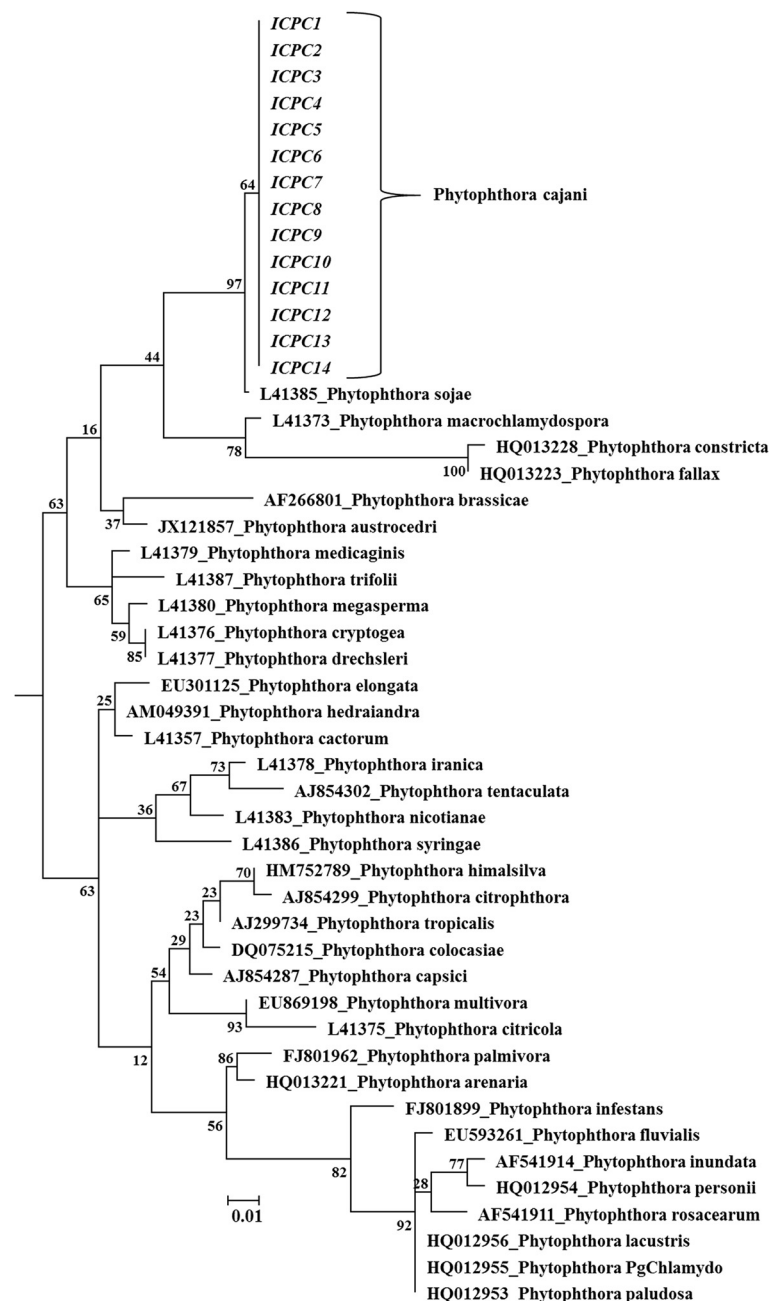 ICPC1
ICPC2
ICPC3
ICPC4
ICPC5
ICPC6
64
ICPC7
Phytophthora cajani
ICPC8
ICPC9
ICPC10
97
ICPC11
ICPC12
ICPC13
44
ICPC14
L41385_Phytophthora sojae
L41373_Phytophthora macrochlamydospora
16
78
HQ013228_Phytophthora constricta
100
HQ013223_Phytophthora fallax
63
AF266801_Phytophthora brassicae
37
JX121857_Phytophthora austrocedri
L41379_Phytophthora medicaginis
L41387_Phytophthora trifolii
65
L41380_Phytophthora megasperma
59
L41376_Phytophthora cryptogea
85
L41377_Phytophthora drechsleri
EU301125_Phytophthora elongata
25
AM049391_Phytophthora hedraiandra
L41357_Phytophthora cactorum
73
L41378_Phytophthora iranica
67
AJ854302_Phytophthora tentaculata
36
L41383_Phytophthora nicotianae
L41386_Phytophthora syringae
70
HM752789_Phytophthora himalsilva
63
23
AJ854299_Phytophthora citrophthora
23
AJ299734_Phytophthora tropicalis
29
DQ075215_Phytophthora colocasiae
54
AJ854287_Phytophthora capsici
EU869198_Phytophthora multivora
93
L41375_Phytophthora citricola
12
86
FJ801962_Phytophthora palmivora
HQ013221_Phytophthora arenaria
56
FJ801899_Phytophthora infestans
EU593261_Phytophthora fluvialis
82
77
AF541914_Phytophthora inundata
28
HQ012954_Phytophthora personii
92
AF541911_Phytophthora rosacearum
0.01
HQ012956_Phytophthora lacustris
HQ012955_Phytophthora PgChlamydo
HQ012953_Phytophthora paludosa